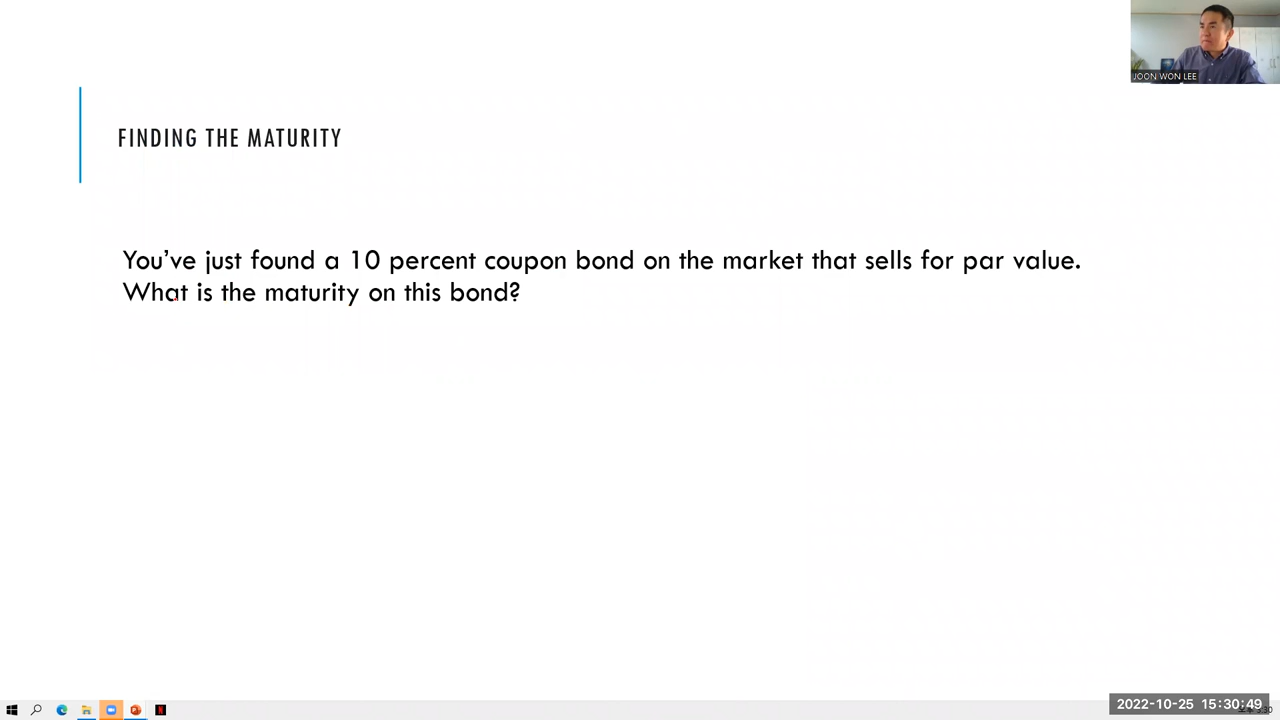 JOON WON LEE
FINDING THE MATURITY
You've just found a 10 percent coupon bond on the market that sells for par value.
What is the maturity on this bond?
2022-10-25 15:30:49